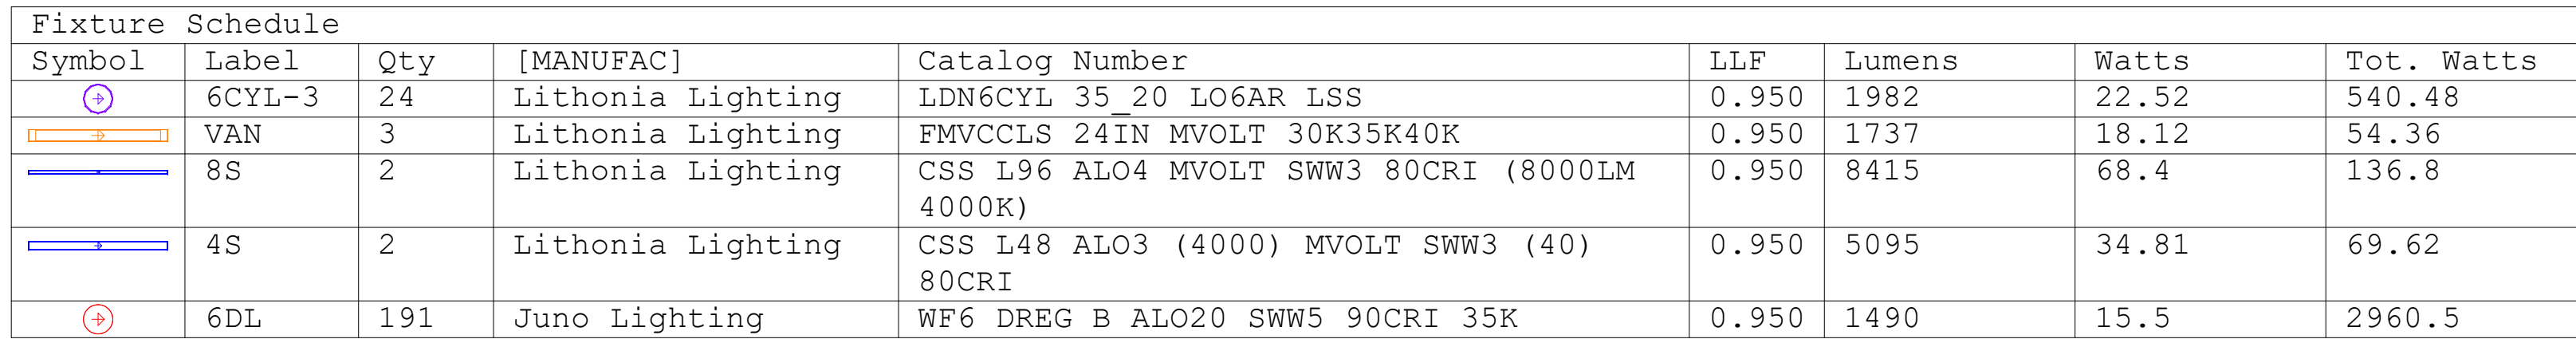 Fixture Schedule
Symbol Label Qty [MANUFAC] Catalog Number LLF Lumens Watts Tot. Watts
6CYL-3 24 Lithonia Lighting LDN6CYL 35_20 LO6AR LSS 0.950 1982 22.52 540.48
VAN 3 Lithonia Lighting FMVCCLS 24IN MVOLT 30K35K40K 0.950 1737 18.12 54.36
8S 2 Lithonia Lighting CSS L96 ALO4 MVOLT SWW3 80CRI (8000LM 0.950 8415 68.4 136.8
4000K)
4S 2 Lithonia Lighting CSS L48 ALO3 (4000) MVOLT SWW3 (40) 0.950 5095 34.81 69.62
80CRI
6DL 191 Juno Lighting WF6 DREG B ALO20 SWW5 90CRI 35K 0.950 1490 15.5 2960.5